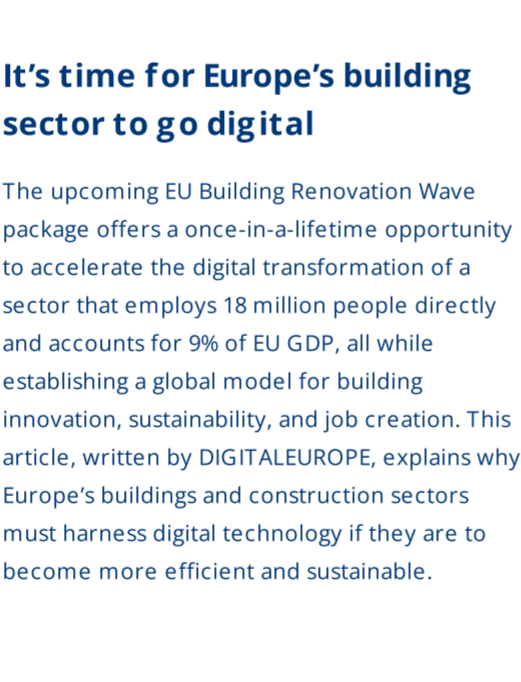 It’s time for Europe’s building
sector to go digital
The upcoming EU Building Renovation Wave
package offers a once-in-a-lifetime opportunity
to accelerate the digital transformation of a
sector that employs 18 million people directly
and accounts for 9% of EU GDP, all while
establishing a global model for building
innovation, sustainability, and job creation. This
article, written by DIGITALEUROPE, explains why
Europe’s buildings and construction sectors
must harness digital technology if they are to
become more efficient and sustainable.